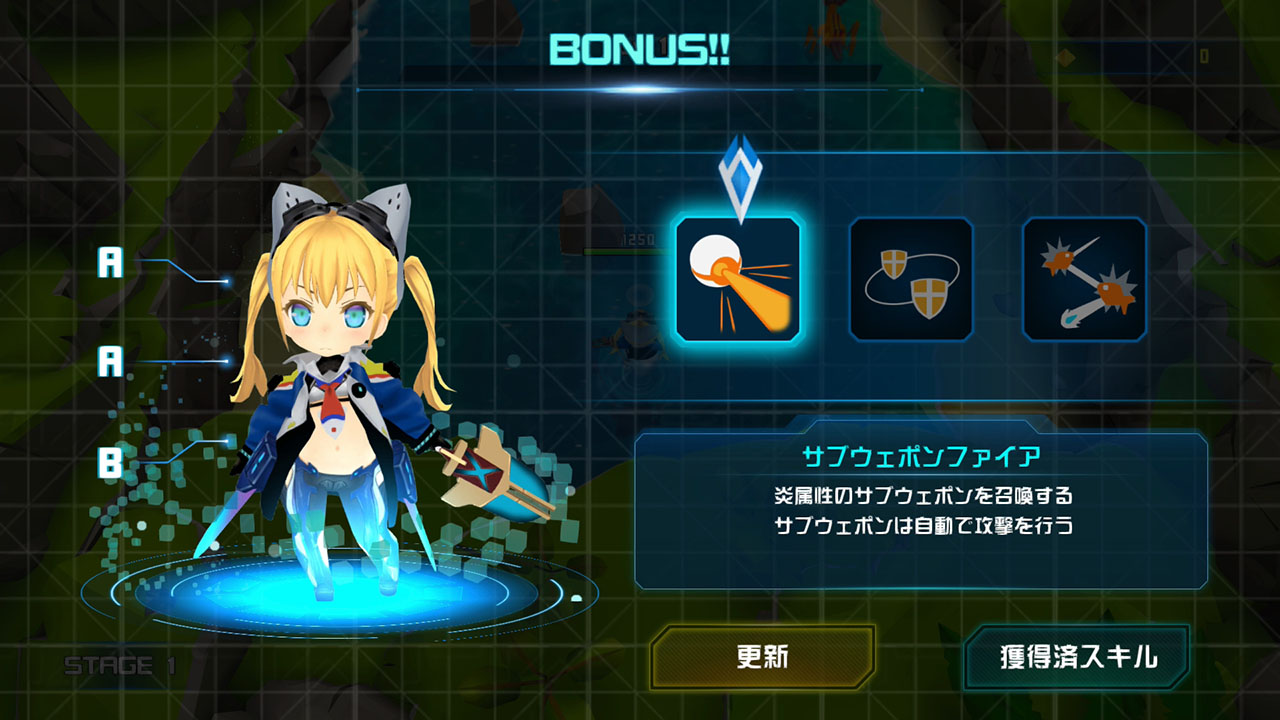 BONUS!!
0
1250
A
A
B
サブウェポンファイア
炎属性のサブウェポンを召喚する
サブウェポンは自動で攻撃を行う
更新
獲得済スキル
STAGE 1